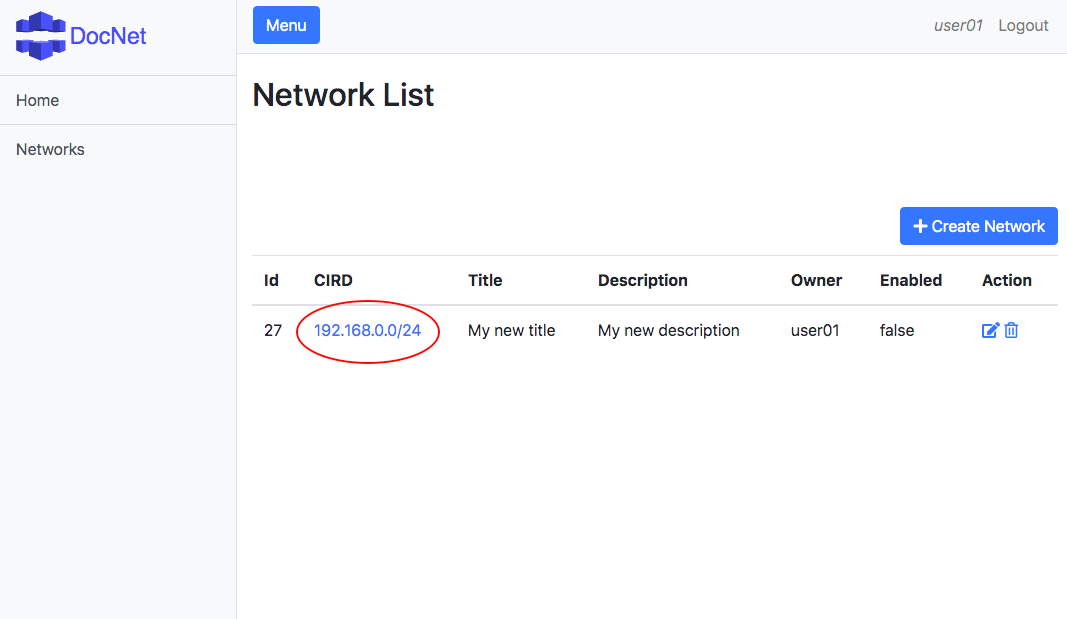 DocNet
Menu
user01 Logout
Home
Networks
Network List
Create Network
Id CIRD Title Description Owner Enabled Action
27 192.168.0.0/24 My new title My new description user01 false